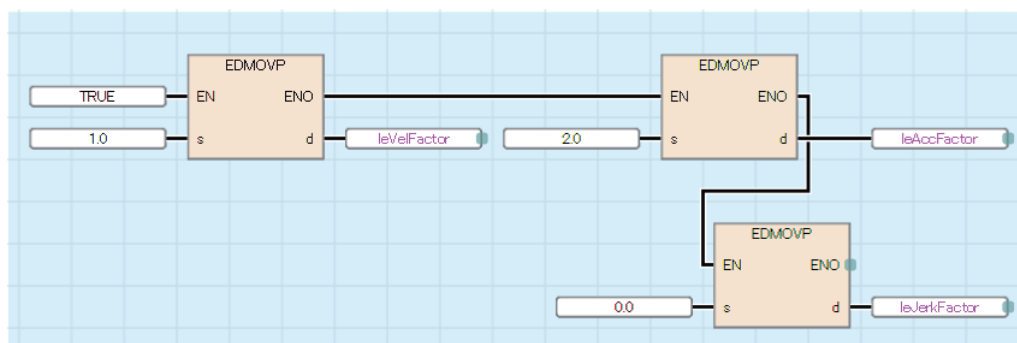 EDMOVP EDMOVP
TRUE EN ENO EN ENO
1.0 s d leVelFactor 2.0 s d leAccFactor
EDMOVP
EN ENO
0.0 s d leJerkFactor